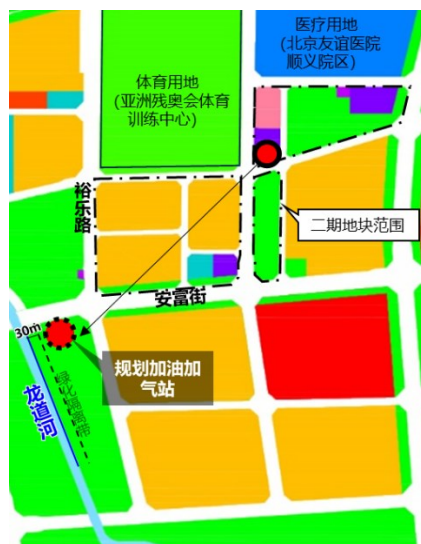 医疗用地
(北京友谊医院
顺义院区)
体育用地
(亚洲残奥会体育
训练中心)
裕乐路
二期地块范围
安富街
30m
规划加油加
气站
绿化隔离带
龙道河